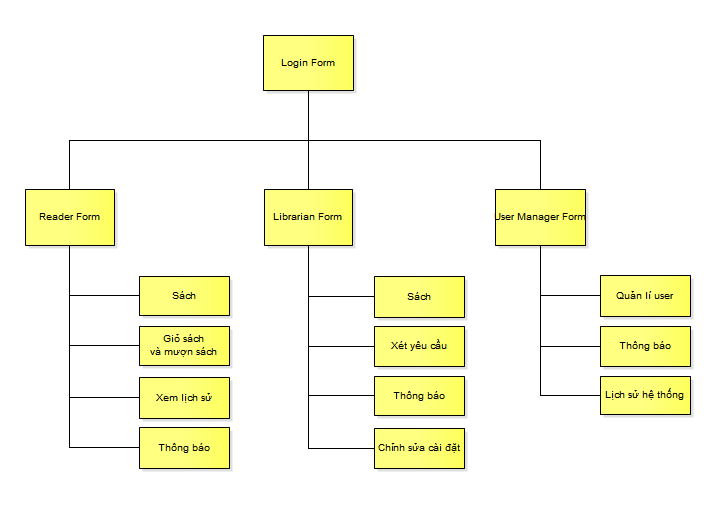 Login Form
Reader Form
Librarian Form
User Manager Form
Sách
Giỏ sách
và mượn sách
Xem lịch sử
Thông báo
Sách
Xét yêu cầu
Thông báo
Chỉnh sửa cài đặt
Quản lí user
Thông báo
Lịch sử hệ thống